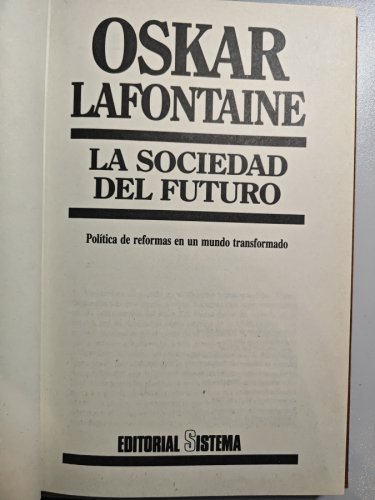 OSKAR
LAFONTAINE
LA SOCIEDAD
DEL FUTURO
Política de reformas en un mundo transformado
EDITORIAL SISTEMA